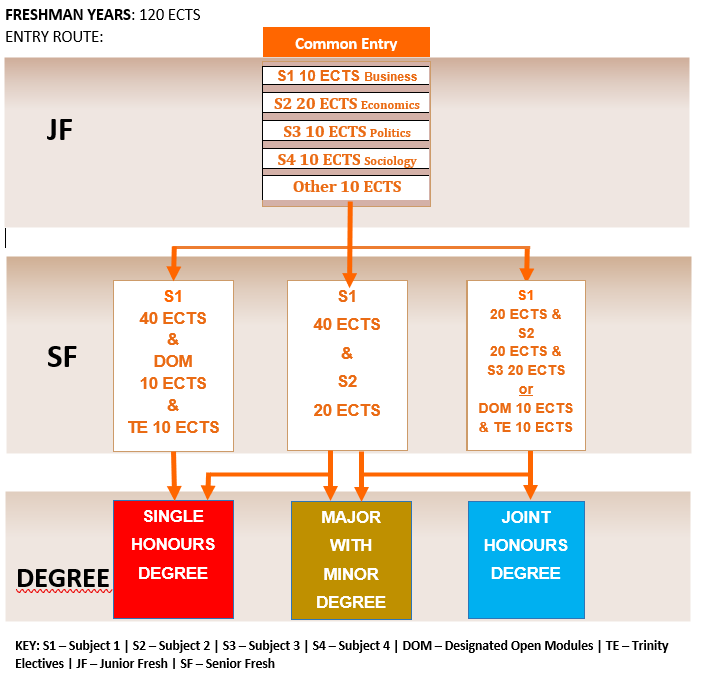 FRESHMAN YEARS: 120 ECTS
ENTRY ROUTE:
Common Entry
JF
S1 10 ECTS Business
S2 20 ECTS Economics
S3 10 ECTS Politics
S4 10 ECTS Sociology
Other 10 ECTS
SF
S1
40 ECTS
&
DOM
10 ECTS
&
TE 10 ECTS
S1
40 ECTS
&
S2
20 ECTS
S1
20 ECTS &
S2
20 ECTS &
S3 20 ECTS
or
DOM 10 ECTS
& TE 10 ECTS
DEGREE
SINGLE
HONOURS
DEGREE
MAJOR
WITH
MINOR
DEGREE
JOINT
HONOURS
DEGREE
KEY: S1 – Subject 1 | S2 – Subject 2 | S3 – Subject 3 | S4 – Subject 4 | DOM – Designated Open Modules | TE – Trinity
Electives | JF – Junior Fresh | SF – Senior Fresh